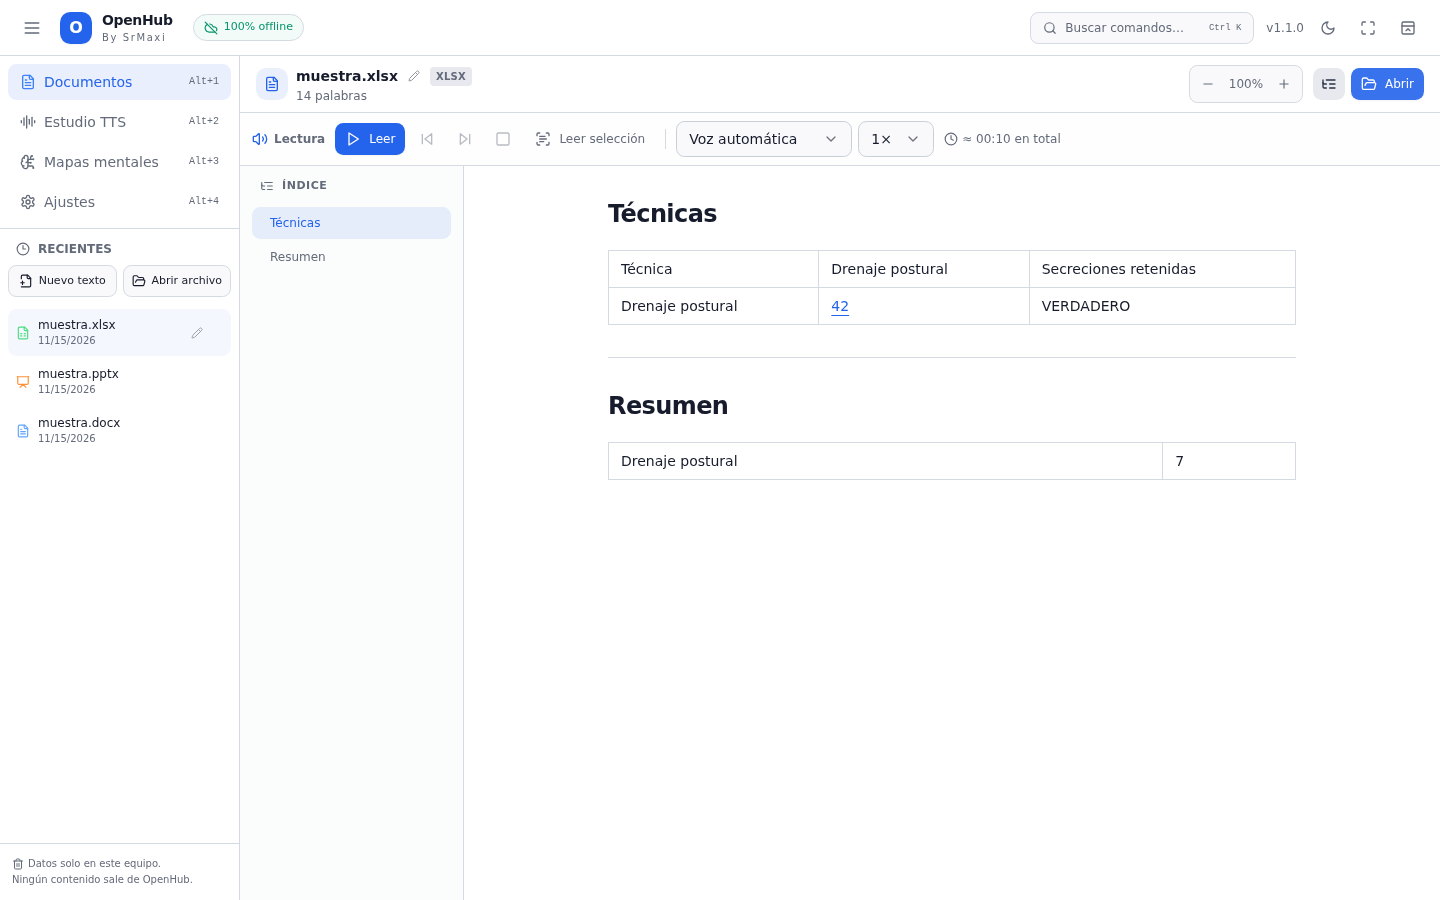 O
OpenHub
By SrMaxi
100% offline
Buscar comandos...
Ctrl K
v1.1.0
Documentos
Alt+1
Estudio TTS
Alt+2
Mapas mentales
Alt+3
Ajustes
Alt+4
RECIENTES
Nuevo texto
Abrir archivo
muestra.xlsx
11/15/2026
muestra.pptx
11/15/2026
muestra.docx
11/15/2026
Datos solo en este equipo.
Ningún contenido sale de OpenHub.
muestra.xlsx
XLSX
14 palabras
100%
Abrir
Lectura
Leer
Leer selección
Voz automática
1×
≈ 00:10 en total
ÍNDICE
Técnicas
Resumen
Técnicas
Técnica Drenaje postural Secreciones retenidas
Drenaje postural 42 VERDADERO
Resumen
Drenaje postural 7